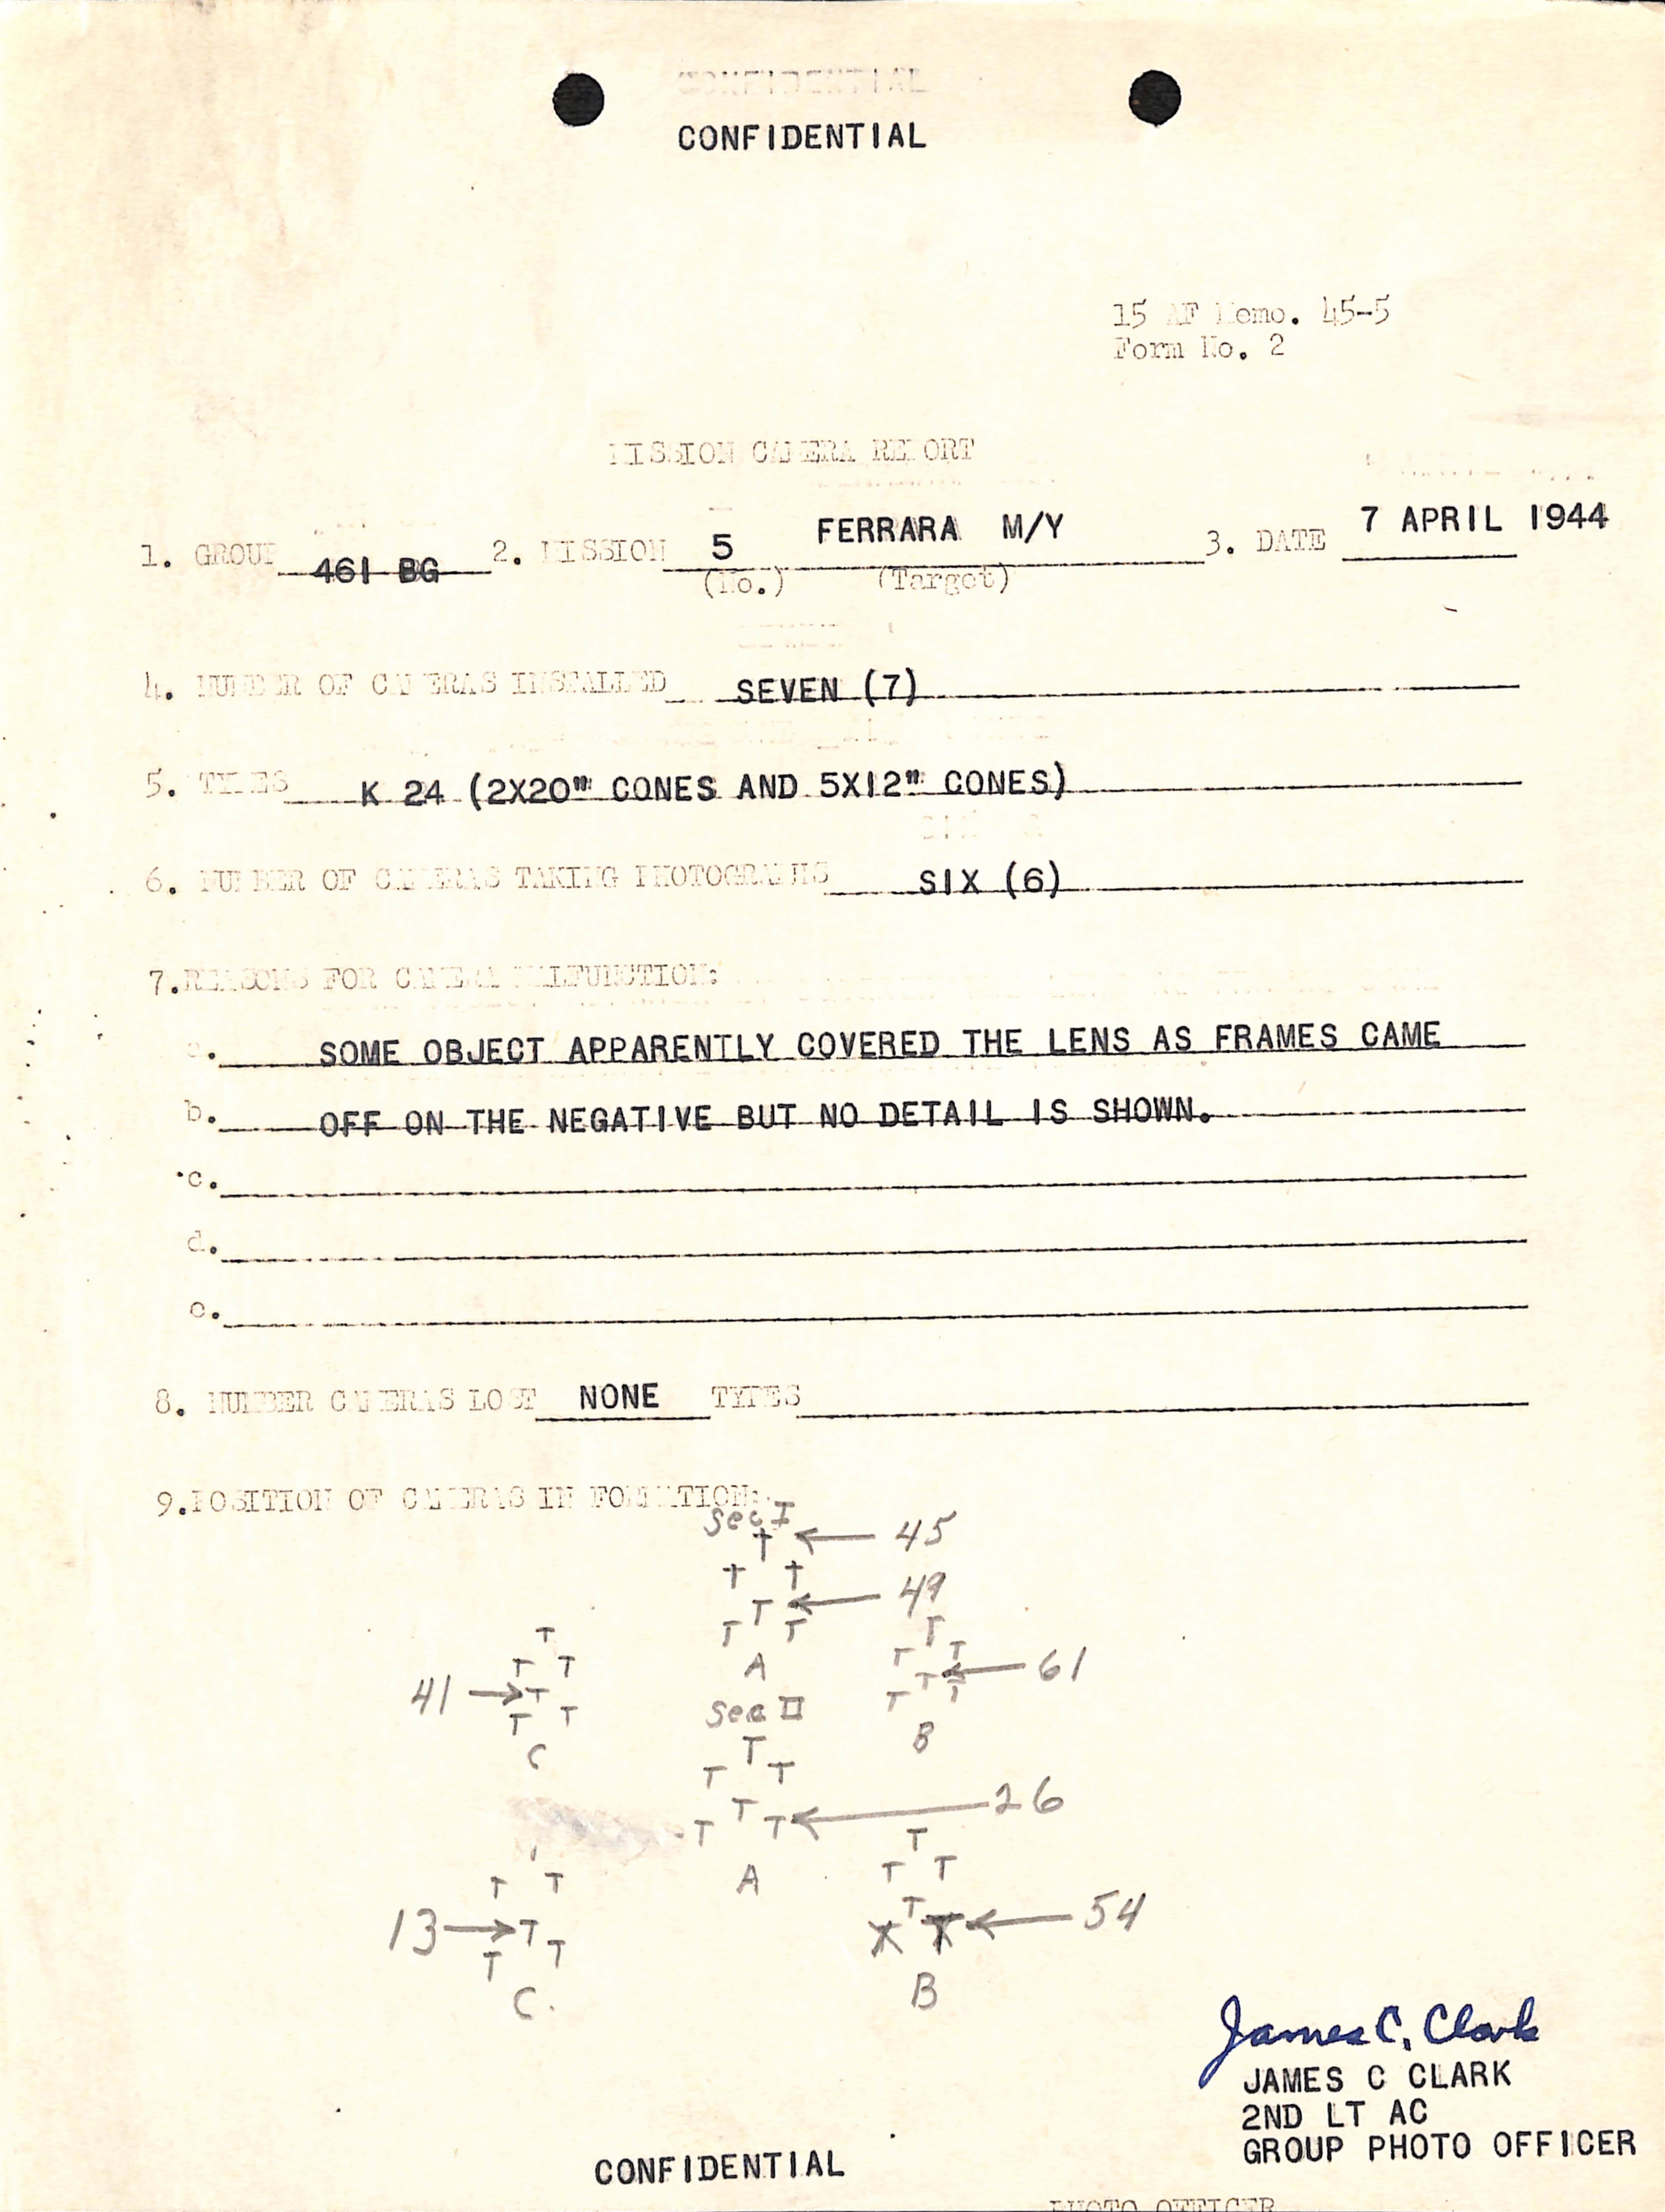 CONFIDENTIAL
CONFIDENTIAL
15 AF Memo. 45-5
Form No. 2
MISSION CAMERA REPORT
1. GROUP 461 BG 2. MISSION 5 FERRARA M/Y 3. DATE 7 APRIL 1944
(No.) (Target)
4. NUMBER OF CAMERAS INSTALLED SEVEN (7)
5. TYPES K 24 (2X20" CONES AND 5X12" CONES)
6. NUMBER OF CAMERAS TAKING PHOTOGRAPHS SIX (6)
7. REASONS FOR CAMERA MALFUNCTION:
a. SOME OBJECT APPARENTLY COVERED THE LENS AS FRAMES CAME
b. OFF ON THE NEGATIVE BUT NO DETAIL IS SHOWN.
c.
d.
e.
8. NUMBER CAMERAS LOST NONE TYPES
9. POSITION OF CAMERAS IN FORMATION:
Sec I
45
49
A
61
41
Sec II
B
C
26
A
13
54
B
C.
James C. Clark
JAMES C CLARK
2ND LT AC
GROUP PHOTO OFFICER
CONFIDENTIAL
PHOTO OFFICER